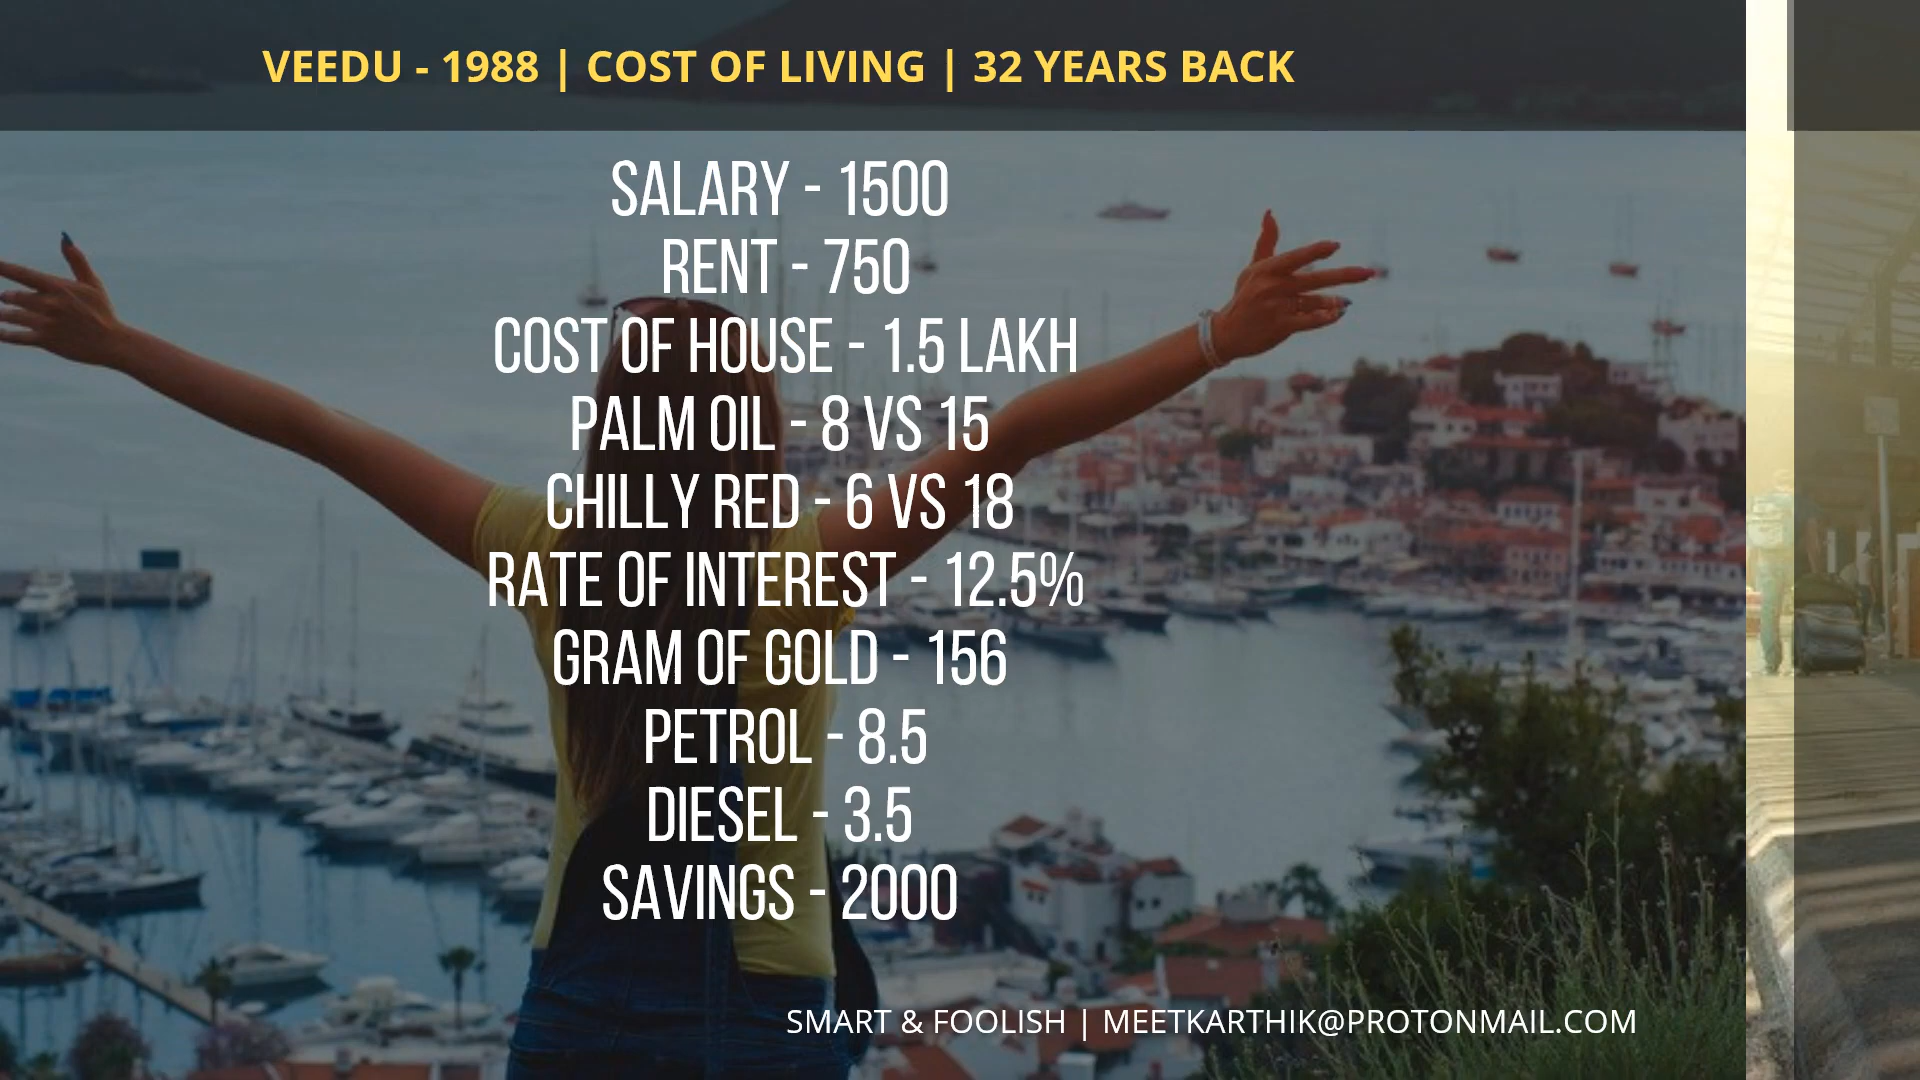 VEEDU - 1988 | COST OF LIVING | 32 YEARS BACK
SALARY - 1500
RENT - 750
COST OF HOUSE - 1.5 LAKH
PALM OIL - 8 VS 15
CHILLY RED - 6 VS 18
RATE OF INTEREST - 12.5%
GRAM OF GOLD - 156
PETROL - 8.5
DIESEL - 3.5
SAVINGS - 2000
SMART & FOOLISH | MEETKARTHIK@PROTONMAIL.COM